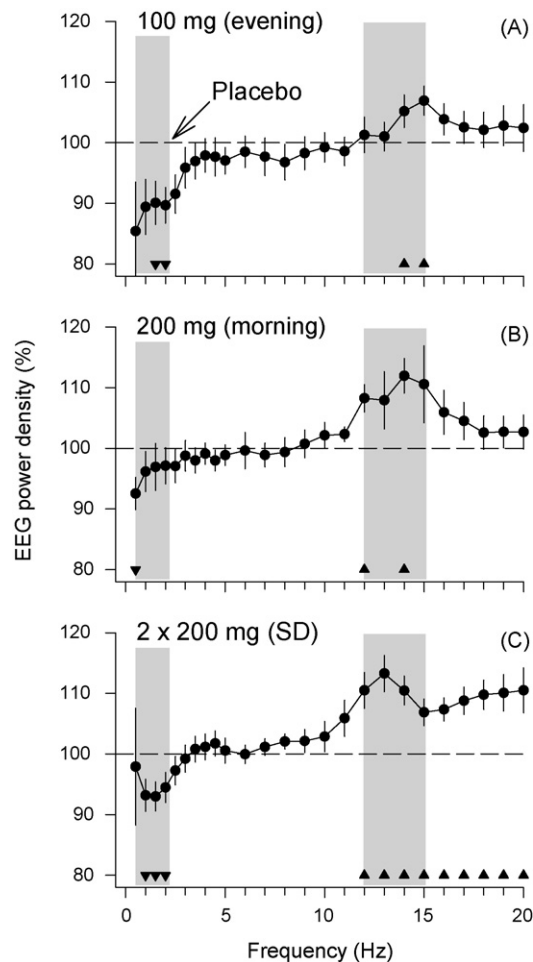 100 mg (evening)
(A)
120
110
Placebo
100
90
80
200 mg (morning)
(B)
120
110
100
90
80
EEG power density (%)
2 x 200 mg (SD)
(C)
120
110
100
90
80
0 5 10 15 20
Frequency (Hz)